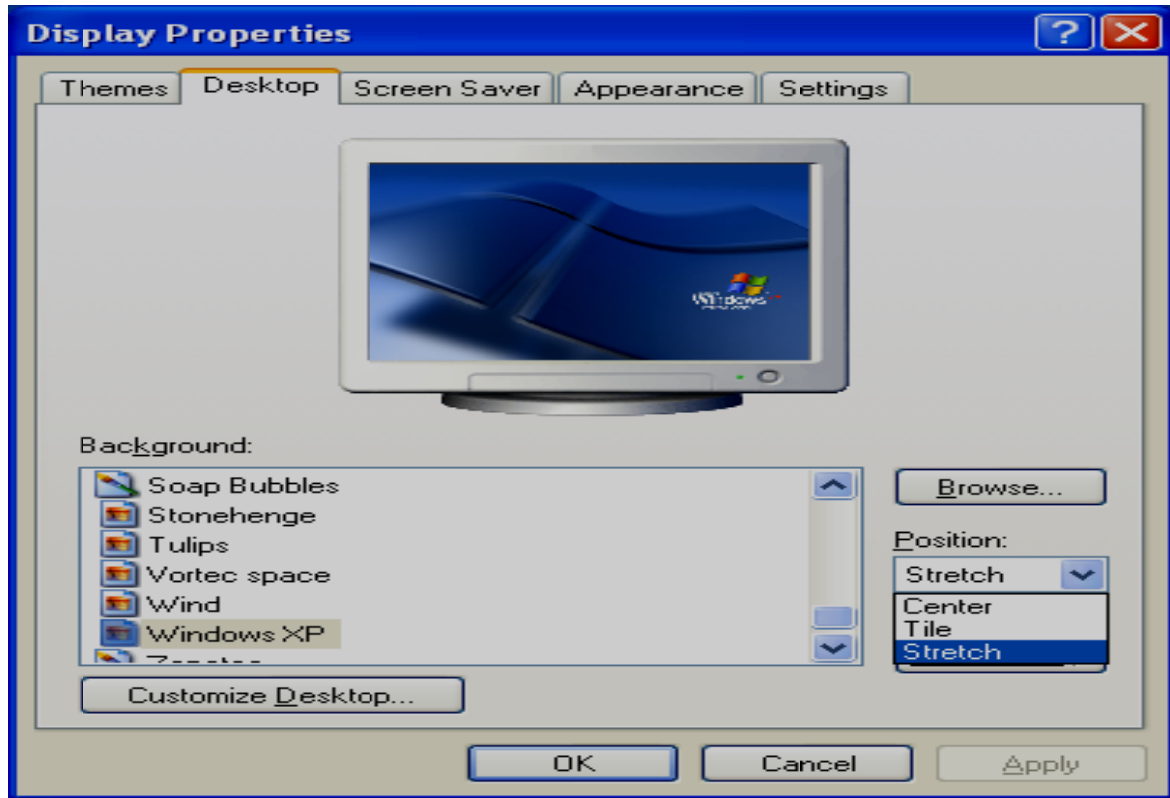 Display Properties
Themes Desktop Screen Saver Appearance Settings
Windows
Background:
Soap Bubbles
Stonehenge
Tulips
Vortec space
Wind
Windows XP
Browse...
Position:
Stretch
Center
Tile
Stretch
Customize Desktop...
OK Cancel Apply